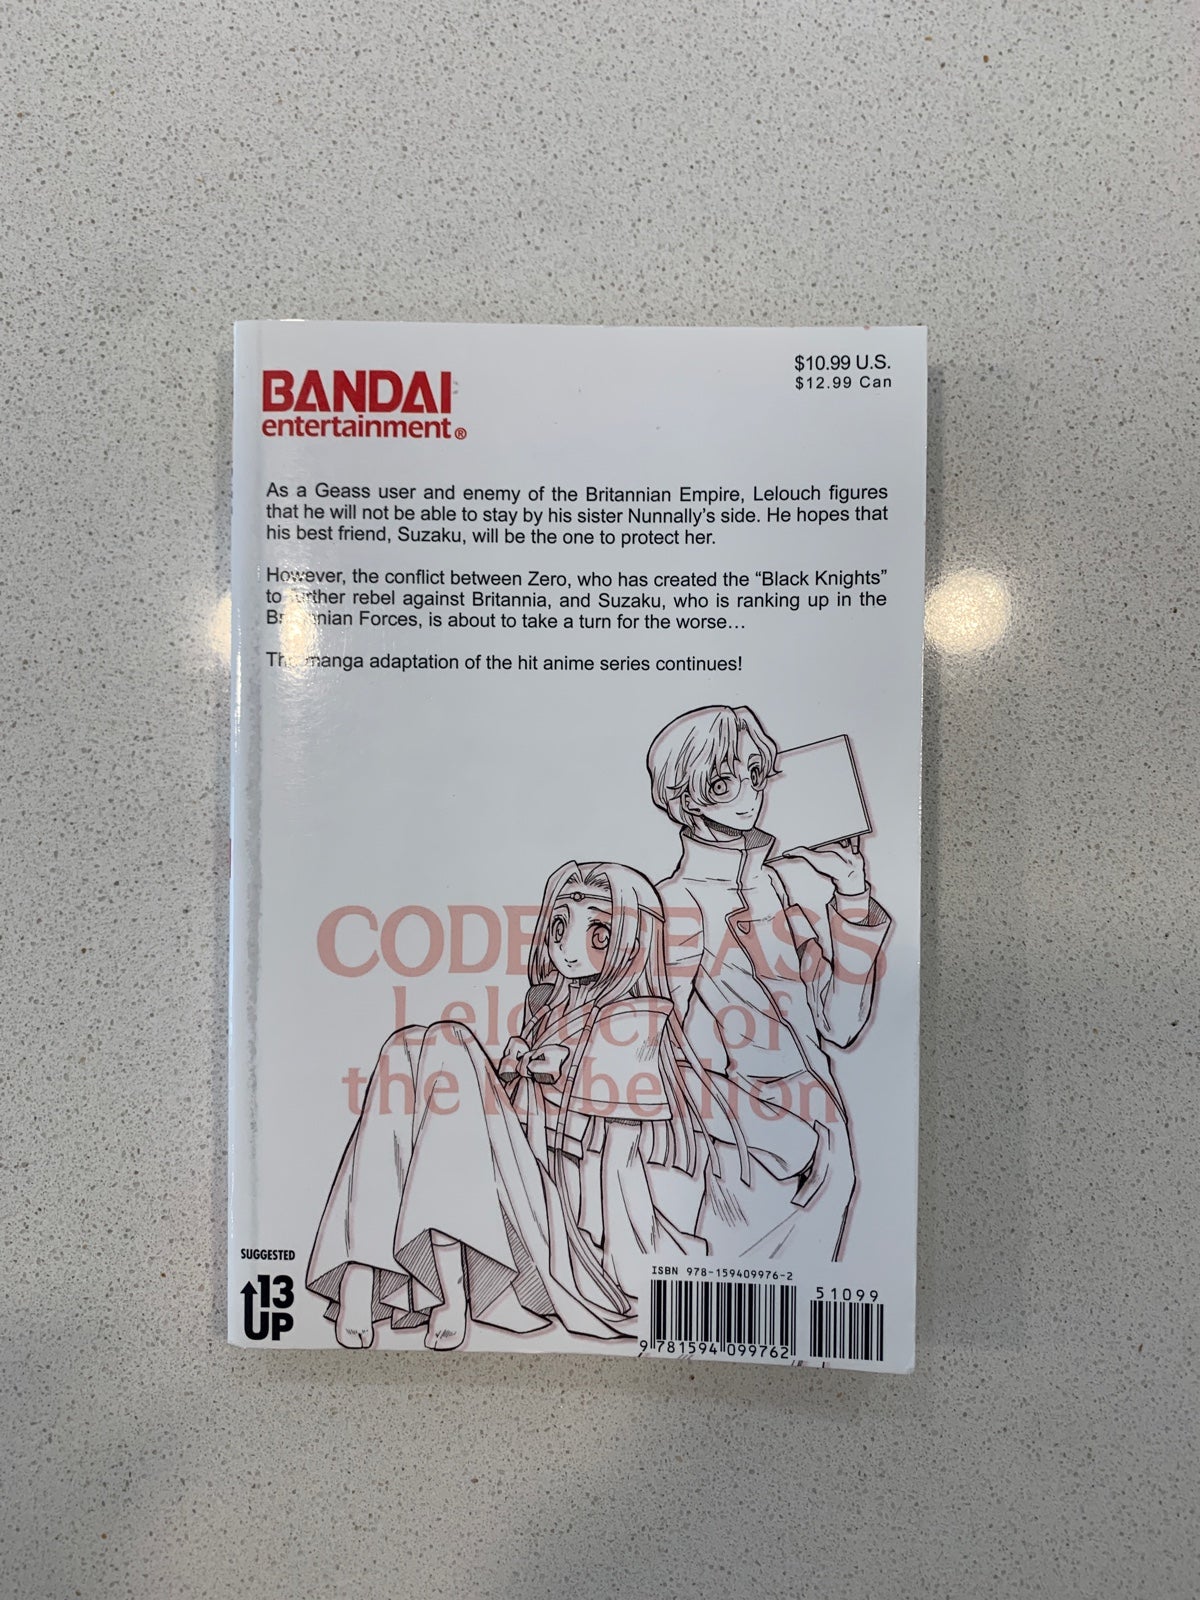 BANDAI
entertainment®
$10.99 U.S.
$12.99 Can
As a Geass user and enemy of the Britannian Empire, Lelouch figures
that he will not be able to stay by his sister Nunnally's side. He hopes that
his best friend, Suzaku, will be the one to protect her.
However, the conflict between Zero, who has created the “Black Knights”
to further rebel against Britannia, and Suzaku, who is ranking up in the
Britannian Forces, is about to take a turn for the worse...
The manga adaptation of the hit anime series continues!
CODE GEASS
Lelouch of
the Rebellion
SUGGESTED
13
UP
ISBN 978-159409976-2
51099
9 781594 099762